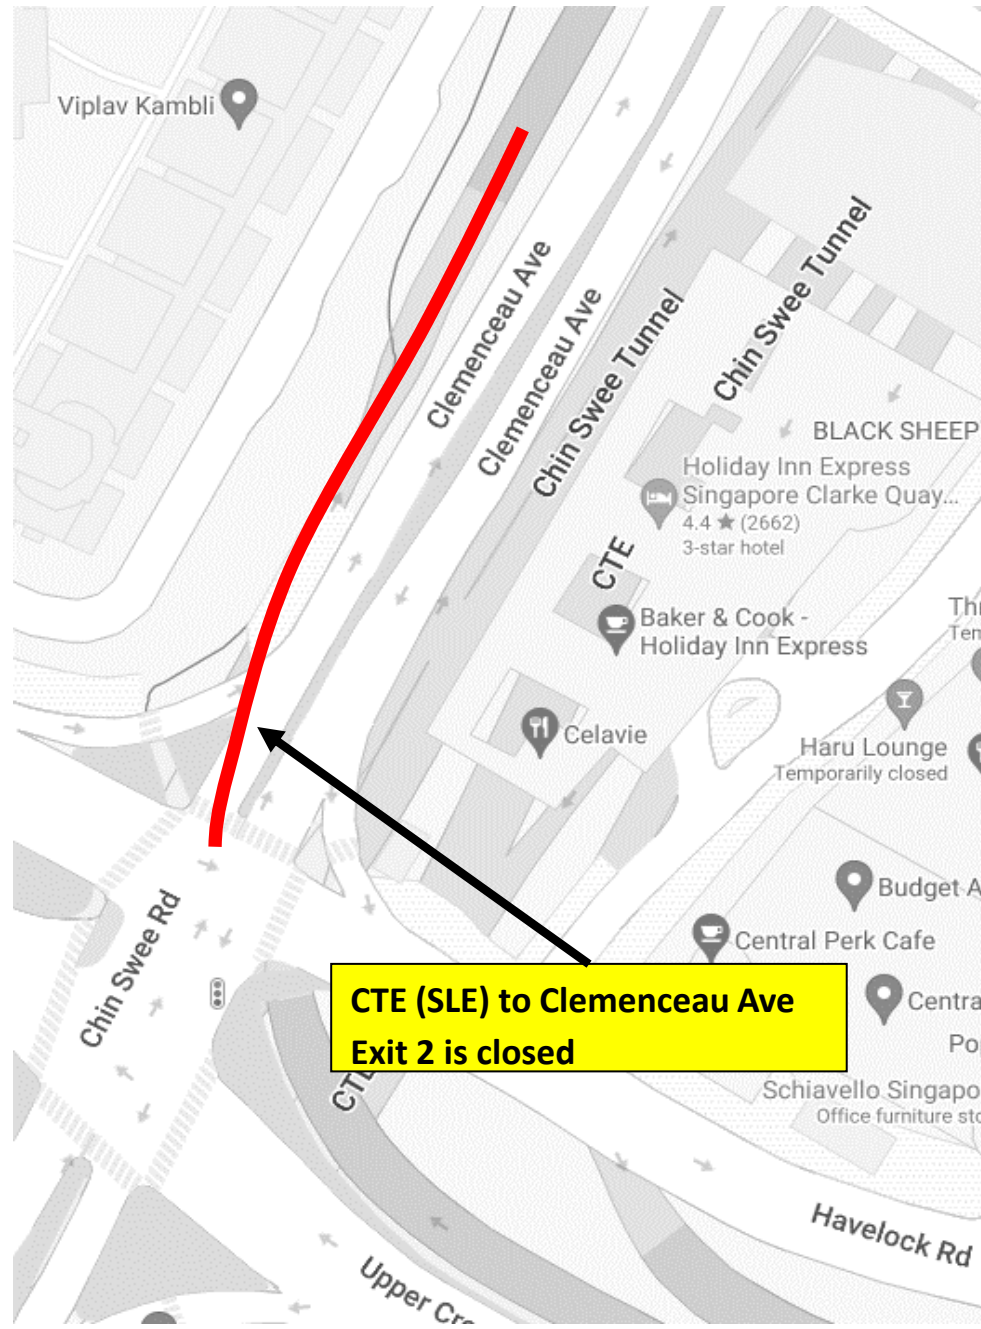 Viplav Kambli
Clemenceau Ave
Clemenceau Ave
Chin Swee Tunnel
Chin Swee Tunnel
BLACK SHEEP
Holiday Inn Express
Singapore Clarke Quay...
4.4 ★ (2662)
3-star hotel
CTE
Baker & Cook -
Holiday Inn Express
Thr
Tem
Celavie
Haru Lounge
Temporarily closed
Budget A
Central Perk Cafe
Chin Swee Rd
CTE (SLE) to Clemenceau Ave
Exit 2 is closed
Centra
Po
CTE
Schiavello Singapo
Office furniture sto
Havelock Rd
Upper Cro